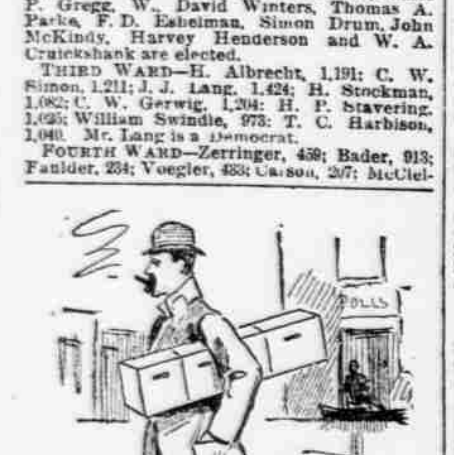 P. Gregg, W., David Winters, Thomas A.
Parke, F. D. Eshelman, Simon Drum, John
McKindy, Harvey Henderson and W. A.
Cruickshank are elected.
THIRD WARD—H. Albrecht, 1,191; C. W.
Simon, 1,211; J. J. Lang, 1,424; H. Stockman,
1,082; C. W. Gerwig, 1,204; H. P. Stavering,
1,025; William Swindle, 973; T. C. Harbison,
1,040. Mr. Lang is a Democrat.
FOURTH WARD—Zerringer, 459; Bader, 913;
Faulder, 234; Voegler, 483; Carson, 207; McClel-
POLLS